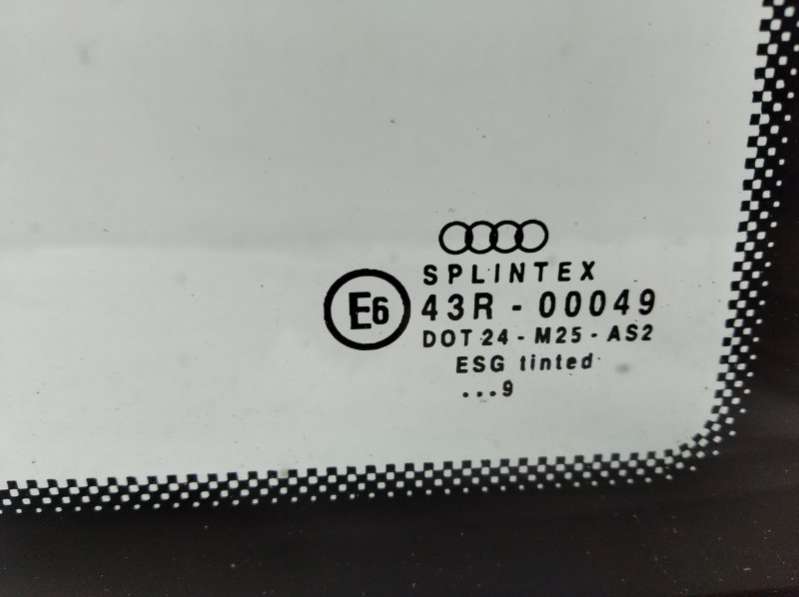 SPLINTEX
E6 43R - 00049
DOT 24 - M25 - AS2
ESG tinted
...9